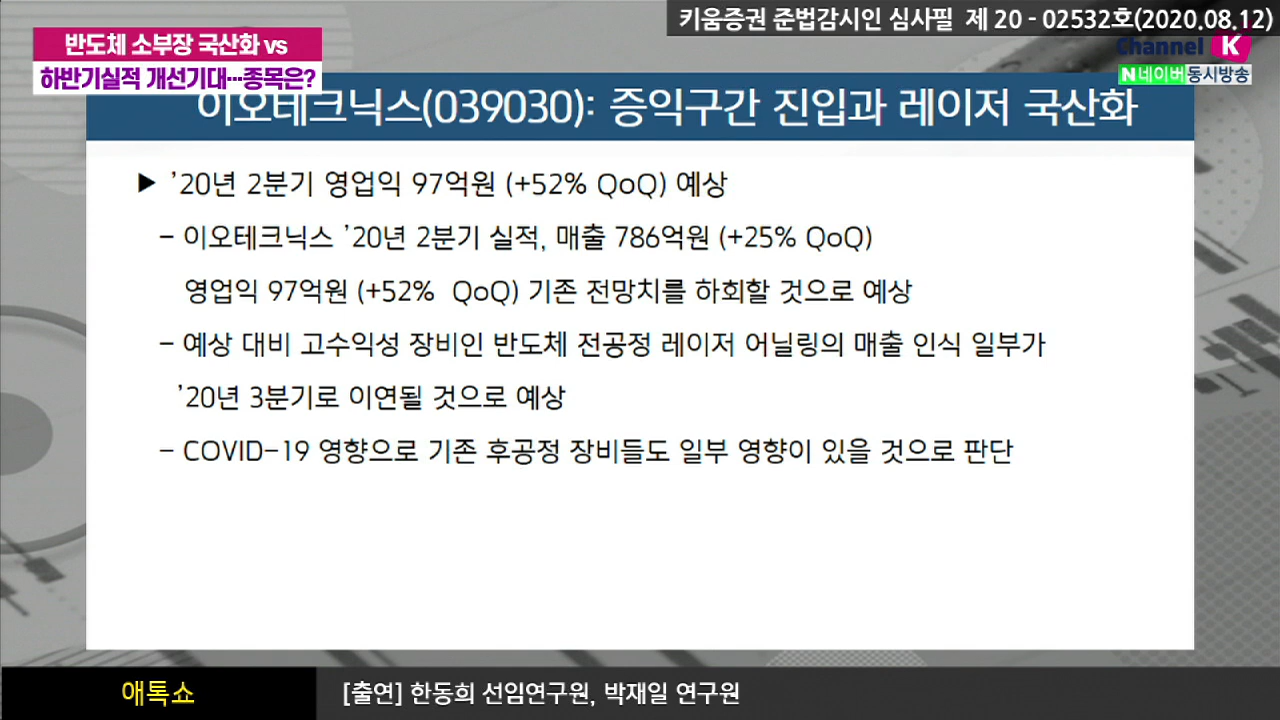 키움증권 준법감시인 심사필 제 20 - 02532호(2020.08.12)
반도체 소부장 국산화 vs
하반기실적 개선기대…종목은?
Channel K
N 네이버 동시방송
이오테크닉스(039030): 증익구간 진입과 레이저 국산화
▶ ’20년 2분기 영업익 97억원 (+52% QoQ) 예상
– 이오테크닉스 ’20년 2분기 실적, 매출 786억원 (+25% QoQ)
영업익 97억원 (+52% QoQ) 기존 전망치를 하회할 것으로 예상
– 예상 대비 고수익성 장비인 반도체 전공정 레이저 어닐링의 매출 인식 일부가
’20년 3분기로 이연될 것으로 예상
– COVID-19 영향으로 기존 후공정 장비들도 일부 영향이 있을 것으로 판단
애톡쇼
[출연] 한동희 선임연구원, 박재일 연구원